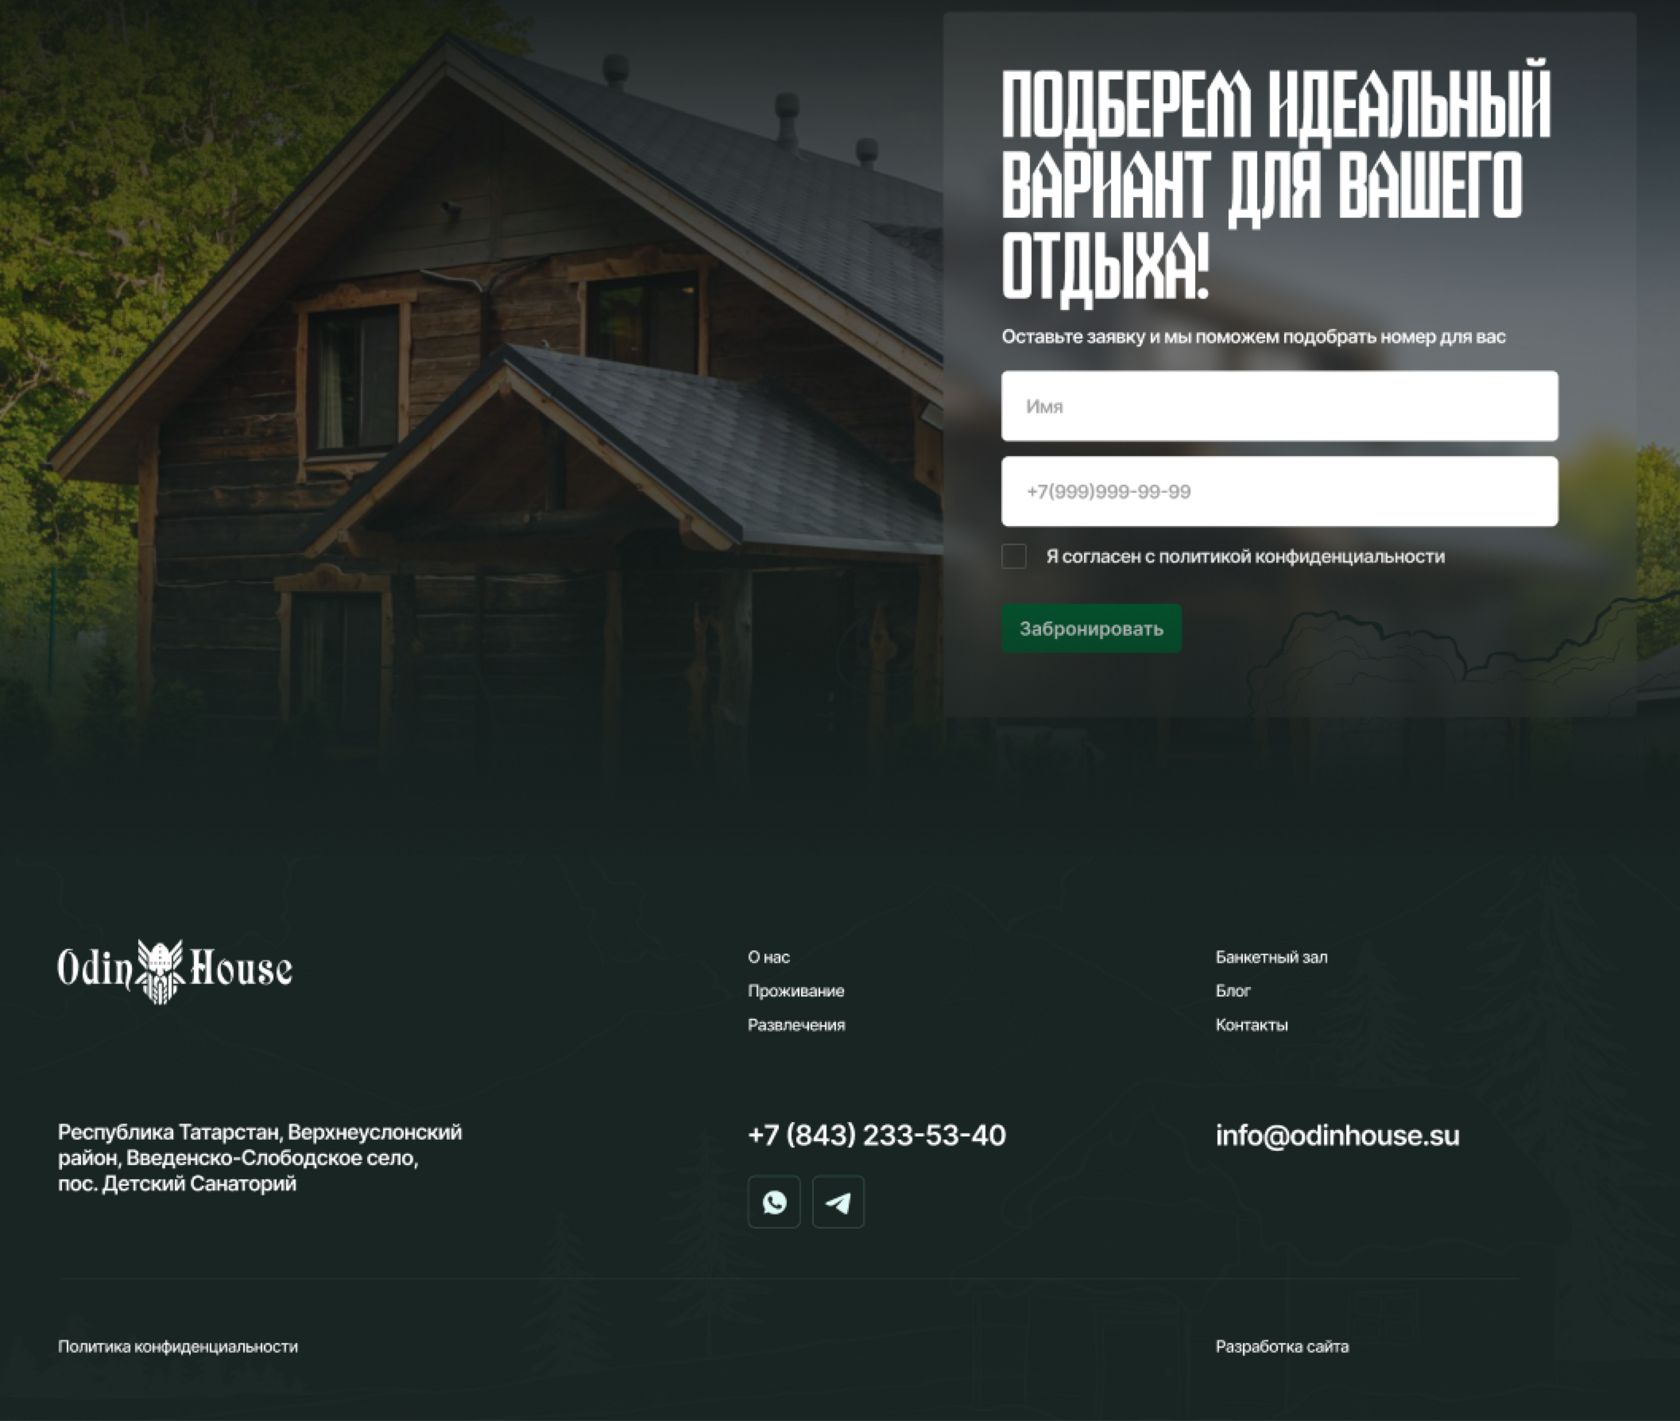 ПОДБЕРЕМ ИДЕАЛЬНЫЙ
ВАРИАНТ ДЛЯ ВАШЕГО
ОТДЫХА!
Оставьте заявку и мы поможем подобрать номер для вас
Имя
+7(999)999-99-99
Я согласен с политикой конфиденциальности
Забронировать
Odin House
О нас
Проживание
Развлечения
Банкетный зал
Блог
Контакты
Республика Татарстан, Верхнеуслонский
район, Введенско-Слободское село,
пос. Детский Санаторий
+7 (843) 233-53-40
info@odinhouse.su
Политика конфиденциальности
Разработка сайта